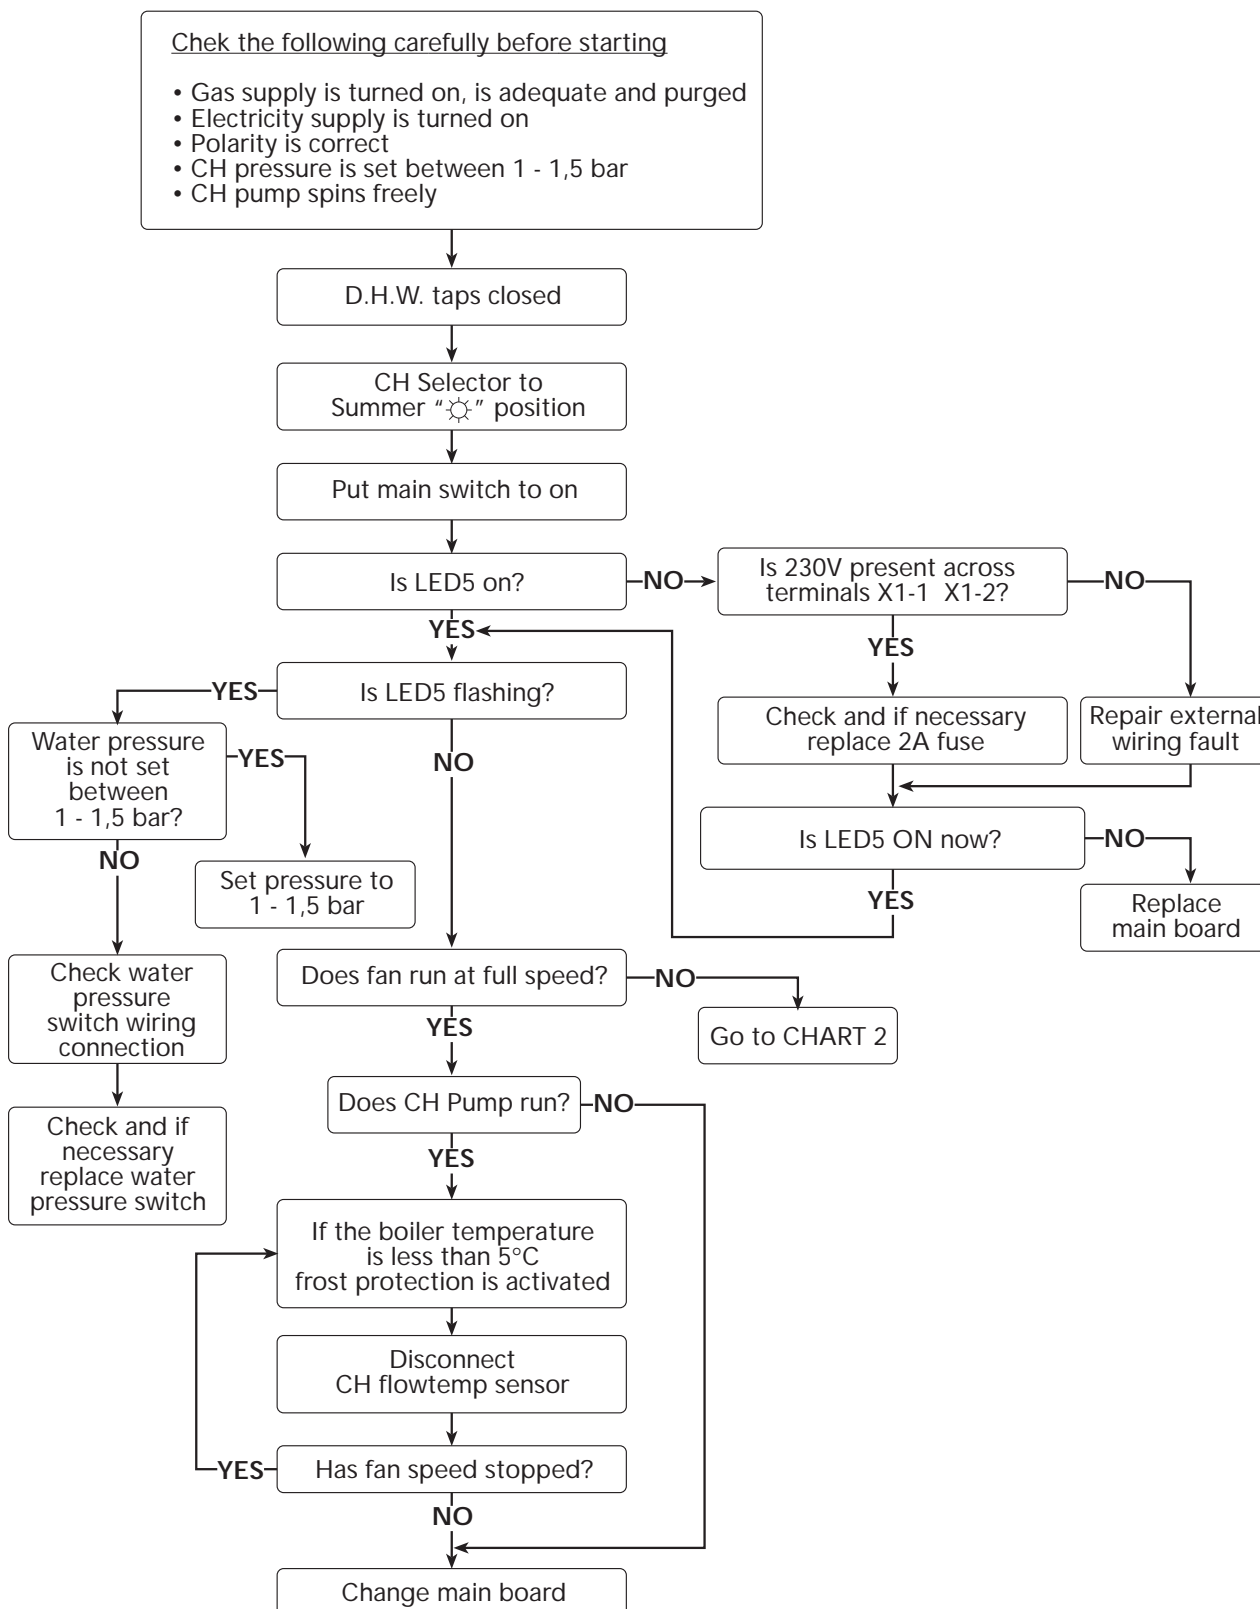 Chek the following carefully before starting
• Gas supply is turned on, is adequate and purged
• Electricity supply is turned on
• Polarity is correct
• CH pressure is set between 1 - 1,5 bar
• CH pump spins freely
D.H.W. taps closed
CH Selector to
Summer “☼” position
Put main switch to on
Is LED5 on?
NO
Is 230V present across
terminals X1-1 X1-2?
NO
YES
YES
Is LED5 flashing?
YES
Check and if necessary
replace 2A fuse
Repair external
wiring fault
Water pressure
is not set
between
1 - 1,5 bar?
YES
NO
Is LED5 ON now?
NO
NO
Set pressure to
1 - 1,5 bar
YES
Replace
main board
Check water
pressure
switch wiring
connection
Does fan run at full speed?
NO
YES
Go to CHART 2
Does CH Pump run?
NO
Check and if
necessary
replace water
pressure switch
YES
If the boiler temperature
is less than 5°C
frost protection is activated
Disconnect
CH flowtemp sensor
Has fan speed stopped?
YES
NO
Change main board